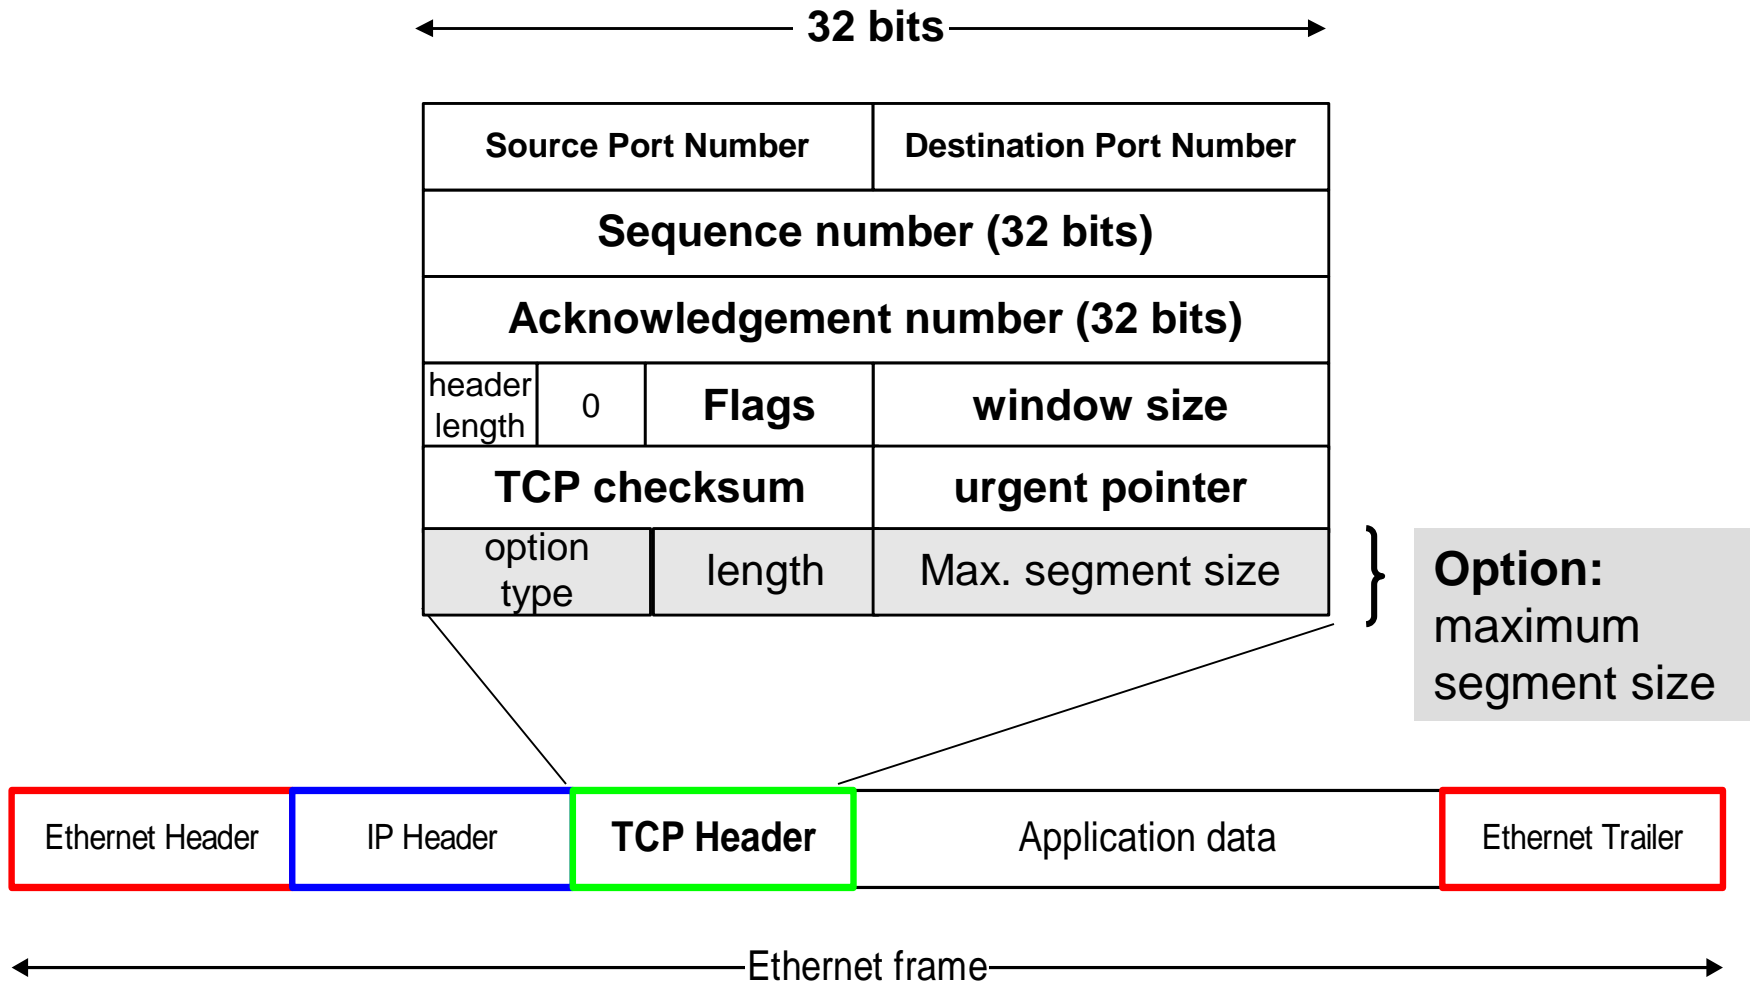 32 bits
Source Port Number
Destination Port Number
Sequence number (32 bits)
Acknowledgement number (32 bits)
header
length
0
Flags
window size
TCP checksum
urgent pointer
option
type
length
Max. segment size
Option:
maximum
segment size
Ethernet Header
IP Header
TCP Header
Application data
Ethernet Trailer
Ethernet frame